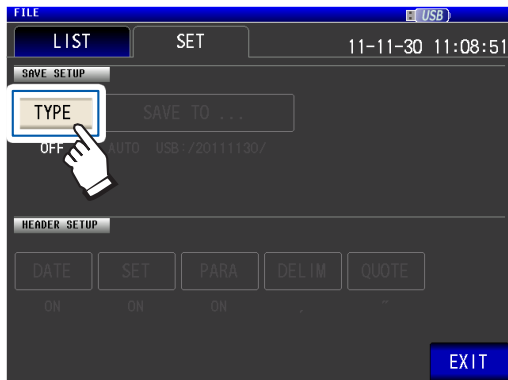 FILE
USB
LIST SET 11-11-30 11:08:51
SAVE SETUP
TYPE SAVE TO ...
OFF AUTO USB:/20111130/
HEADER SETUP
DATE SET PARA DELIM QUOTE
ON ON ON , "
EXIT